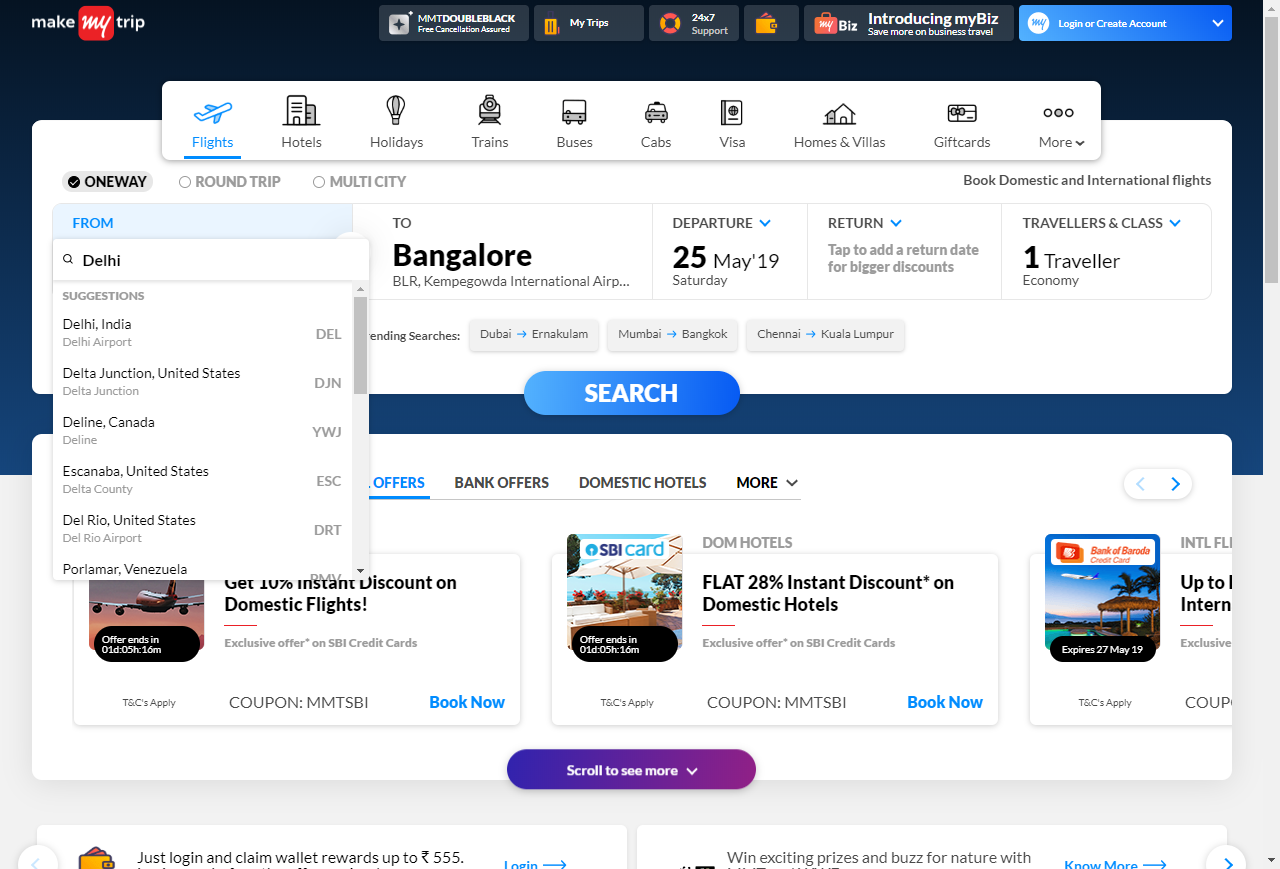 make my trip
MMTDOUBLEBLACK
Free Cancellation Assured
My Trips
24x7
Support
my Biz
Introducing myBiz
Save more on business travel
my
Login or Create Account
Flights
Hotels
Holidays
Trains
Buses
Cabs
Visa
Homes & Villas
Giftcards
More
ONEWAY
ROUND TRIP
MULTI CITY
Book Domestic and International flights
FROM
Delhi
SUGGESTIONS
Delhi, India
Delhi Airport
DEL
Delta Junction, United States
Delta Junction
DJN
Deline, Canada
Deline
YWJ
Escanaba, United States
Delta County
ESC
Del Rio, United States
Del Rio Airport
DRT
Porlamar, Venezuela
PMV
TO
Bangalore
BLR, Kempegowda International Airp...
DEPARTURE
25 May'19
Saturday
RETURN
Tap to add a return date
for bigger discounts
TRAVELLERS & CLASS
1 Traveller
Economy
ending Searches:
Dubai → Ernakulam
Mumbai → Bangkok
Chennai → Kuala Lumpur
SEARCH
OFFERS
BANK OFFERS
DOMESTIC HOTELS
MORE
Get 10% Instant Discount on
Domestic Flights!
Exclusive offer* on SBI Credit Cards
Offer ends in
01d:05h:16m
T&C's Apply
COUPON: MMTSBI
Book Now
SBI card
DOM HOTELS
FLAT 28% Instant Discount* on
Domestic Hotels
Exclusive offer* on SBI Credit Cards
Offer ends in
01d:05h:16m
T&C's Apply
COUPON: MMTSBI
Book Now
Bank of Baroda
Credit Card
INTL FLI
Up to
Intern
Exclusive
Expires 27 May 19
T&C's Apply
COUP
Scroll to see more
Just login and claim wallet rewards up to ₹ 555.
Login
Win exciting prizes and buzz for nature with
Know More